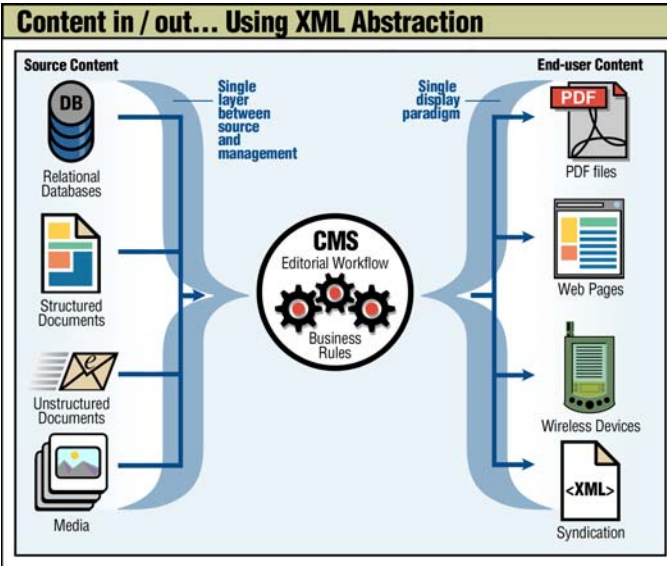 Content in / out... Using XML Abstraction
Source Content
DB
Relational
Databases
Structured
Documents
e
Unstructured
Documents
Media
Single
layer
between
source
and
management
CMS
Editorial Workflow
Business
Rules
Single
display
paradigm
End-user Content
PDF
PDF files
Web Pages
Wireless Devices
<XML>
Syndication